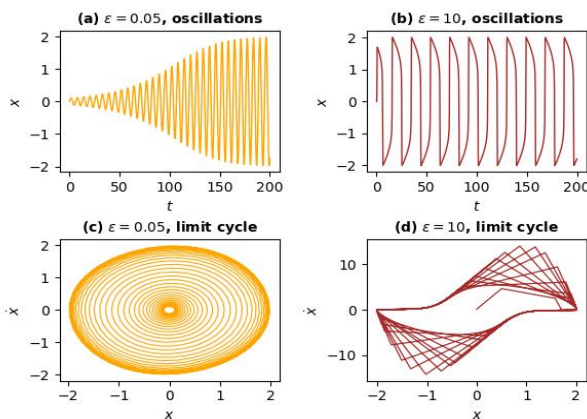 (a) ε = 0.05, oscillations
2
1
0
−1
−2
x
0 50 100 150 200
t
(b) ε = 10, oscillations
2
1
0
−1
−2
x
0 50 100 150 200
t
(c) ε = 0.05, limit cycle
2
1
0
−1
−2
ẋ
−2 −1 0 1 2
x
(d) ε = 10, limit cycle
10
0
−10
ẋ
−2 −1 0 1 2
x